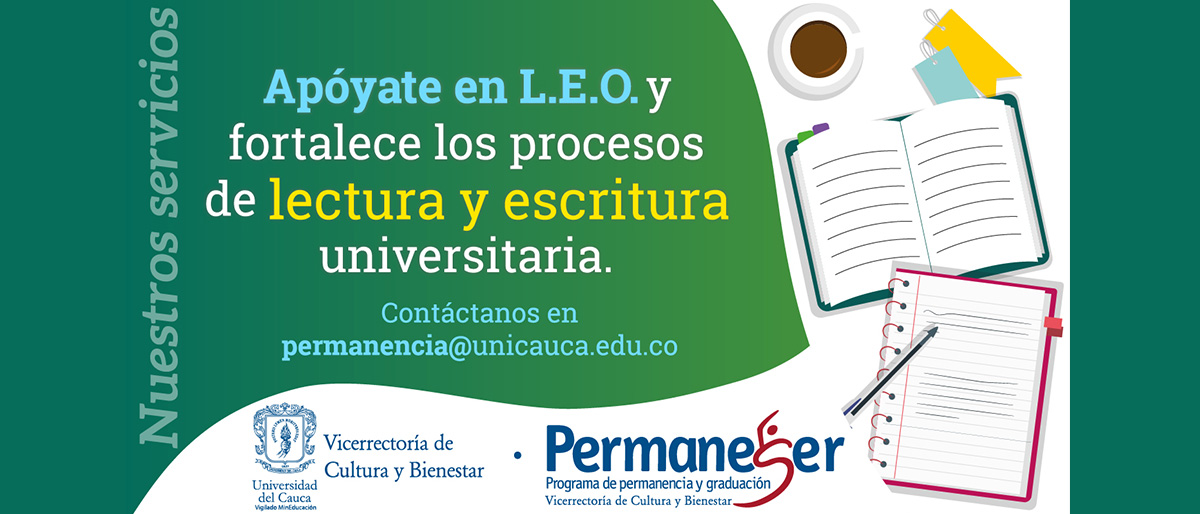 Nuestros servicios
Apóyate en L.E.O. y
fortalece los procesos
de lectura y escritura
universitaria.
Contáctanos en
permanencia@unicauca.edu.co
Universidad
del Cauca
Vigilado MinEducación
Vicerrectoría de
Cultura y Bienestar
PermaneSer
Programa de permanencia y graduación
Vicerrectoría de Cultura y Bienestar